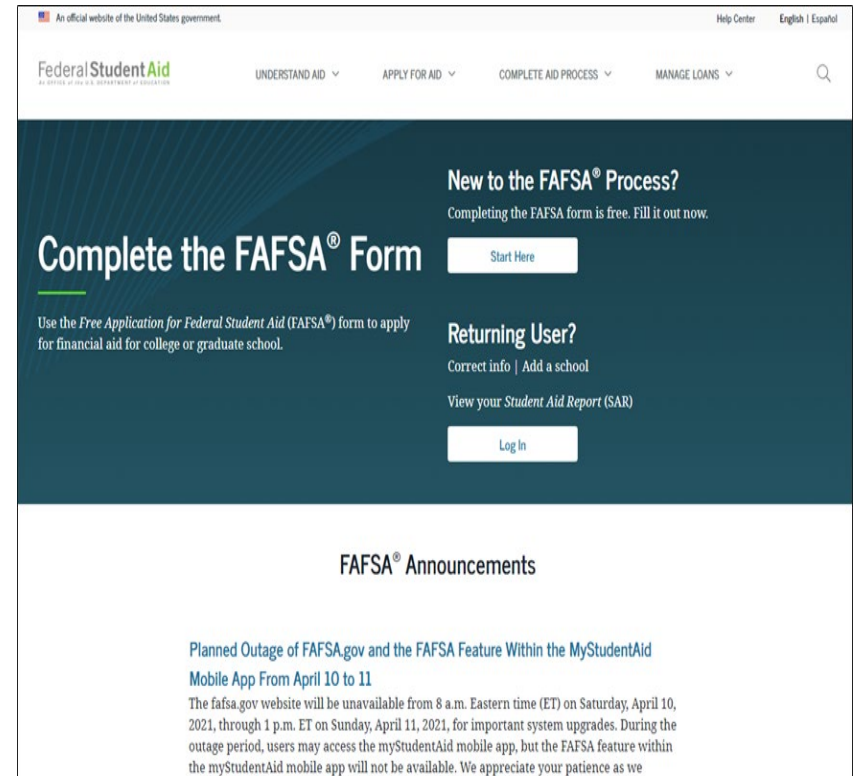 An official website of the United States government.
Help Center English | Español
Federal Student Aid
An OFFICE of the U.S. DEPARTMENT of EDUCATION
UNDERSTAND AID APPLY FOR AID COMPLETE AID PROCESS MANAGE LOANS
Complete the FAFSA® Form
Use the Free Application for Federal Student Aid (FAFSA®) form to apply
for financial aid for college or graduate school.
New to the FAFSA® Process?
Completing the FAFSA form is free. Fill it out now.
Start Here
Returning User?
Correct info | Add a school
View your Student Aid Report (SAR)
Log In
FAFSA® Announcements
Planned Outage of FAFSA.gov and the FAFSA Feature Within the MyStudentAid
Mobile App From April 10 to 11
The fafsa.gov website will be unavailable from 8 a.m. Eastern time (ET) on Saturday, April 10,
2021, through 1 p.m. ET on Sunday, April 11, 2021, for important system upgrades. During the
outage period, users may access the myStudentAid mobile app, but the FAFSA feature within
the myStudentAid mobile app will not be available. We appreciate your patience as we